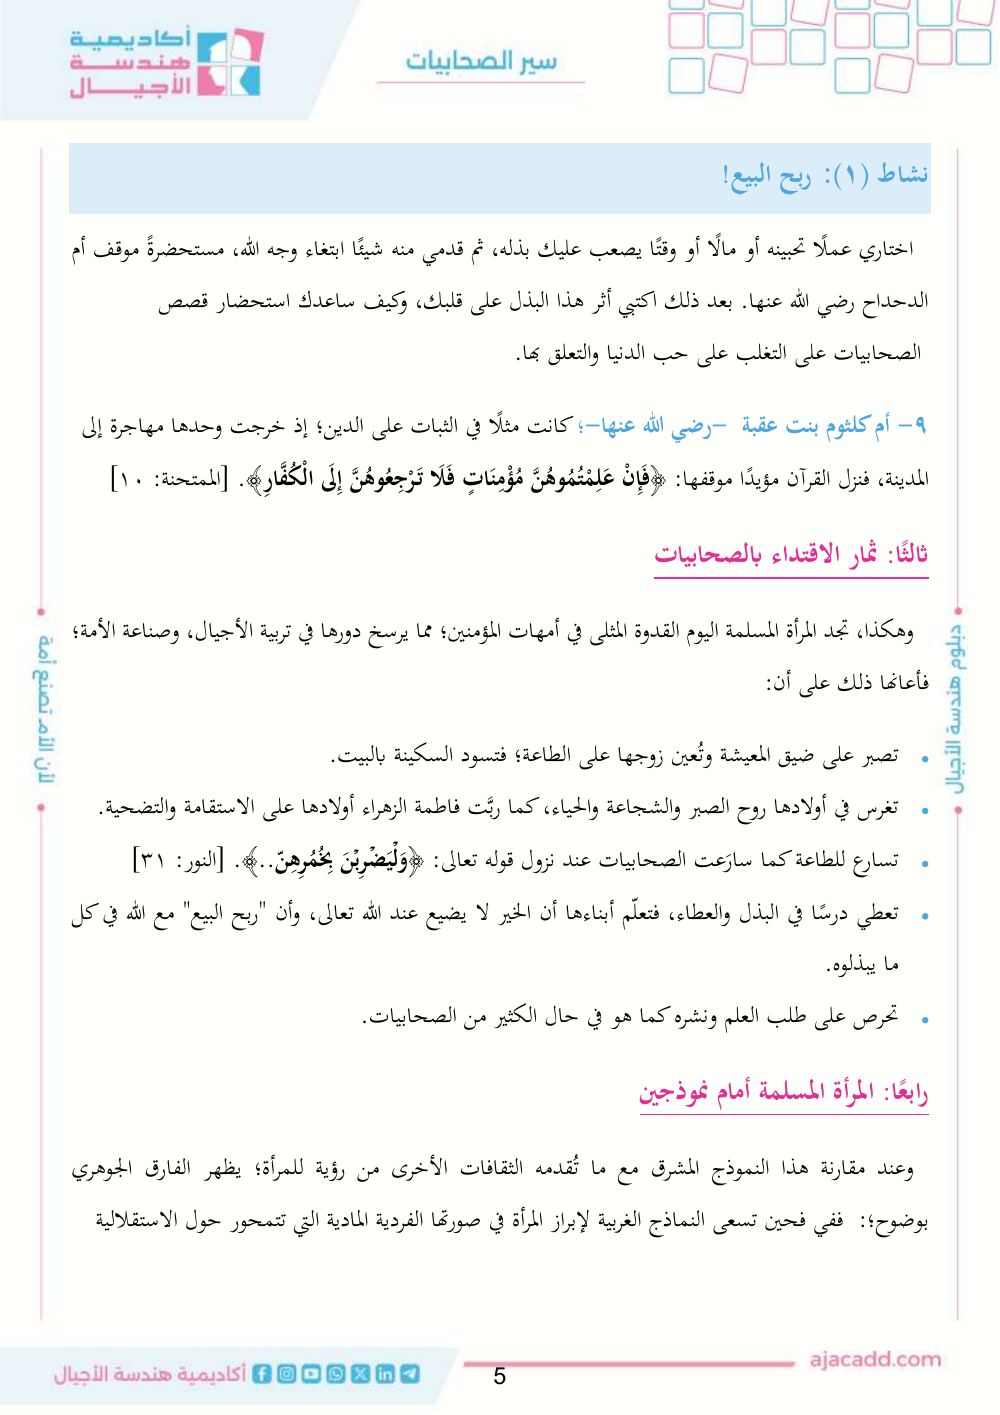 أكاديمية
هندسة
الأجيال
سير الصحابيات
نشاط (١): ربح البيع!
اختاري عملًا تحبينه أو مالًا أو وقتًا يصعب عليك بذله، ثم قدمي منه شيئًا ابتغاء وجه الله، مستحضرةً موقف أم
الدحداح رضي الله عنها. بعد ذلك اكتبي أثر هذا البذل على قلبك، وكيف ساعدك استحضار قصص
الصحابيات على التغلب على حب الدنيا والتعلق بها.
٩- أم كلثوم بنت عقبة -رضي الله عنها-؛ كانت مثلًا في الثبات على الدين؛ إذ خرجت وحدها مهاجرة إلى
المدينة، فنزل القرآن مؤيدًا موقفها: ﴿فَإِنْ عَلِمْتُمُوهُنَّ مُؤْمِنَاتٍ فَلَا تَرْجِعُوهُنَّ إِلَى الْكُفَّارِ﴾. [الممتحنة: ١٠]
ثالثًا: ثمار الاقتداء بالصحابيات
وهكذا، تجد المرأة المسلمة اليوم القدوة المثلى في أمهات المؤمنين؛ مما يرسخ دورها في تربية الأجيال، وصناعة الأمة؛
فأعانها ذلك على أن:
• تصبر على ضيق المعيشة وتُعين زوجها على الطاعة؛ فتسود السكينة بالبيت.
• تغرس في أولادها روح الصبر والشجاعة والحياء، كما ربَّت فاطمة الزهراء أولادها على الاستقامة والتضحية.
• تسارع للطاعة كما سارَعت الصحابيات عند نزول قوله تعالى: ﴿وَلْيَضْرِبْنَ بِخُمُرِهِنّ..﴾. [النور: ٣١]
• تعطي درسًا في البذل والعطاء، فتعلّم أبناءها أن الخير لا يضيع عند الله تعالى، وأن "ربح البيع" مع الله في كل
ما يبذلوه.
• تحرص على طلب العلم ونشره كما هو في حال الكثير من الصحابيات.
رابعًا: المرأة المسلمة أمام نموذجين
وعند مقارنة هذا النموذج المشرق مع ما تُقدمه الثقافات الأخرى من رؤية للمرأة؛ يظهر الفارق الجوهري
بوضوح؛: ففي فحين تسعى النماذج الغربية لإبراز المرأة في صورتها الفردية المادية التي تتمحور حول الاستقلالية
دبلوم هندسة الأجيال
لأن الأم تصنع أمة
أكاديمية هندسة الأجيال
5
ajacadd.com